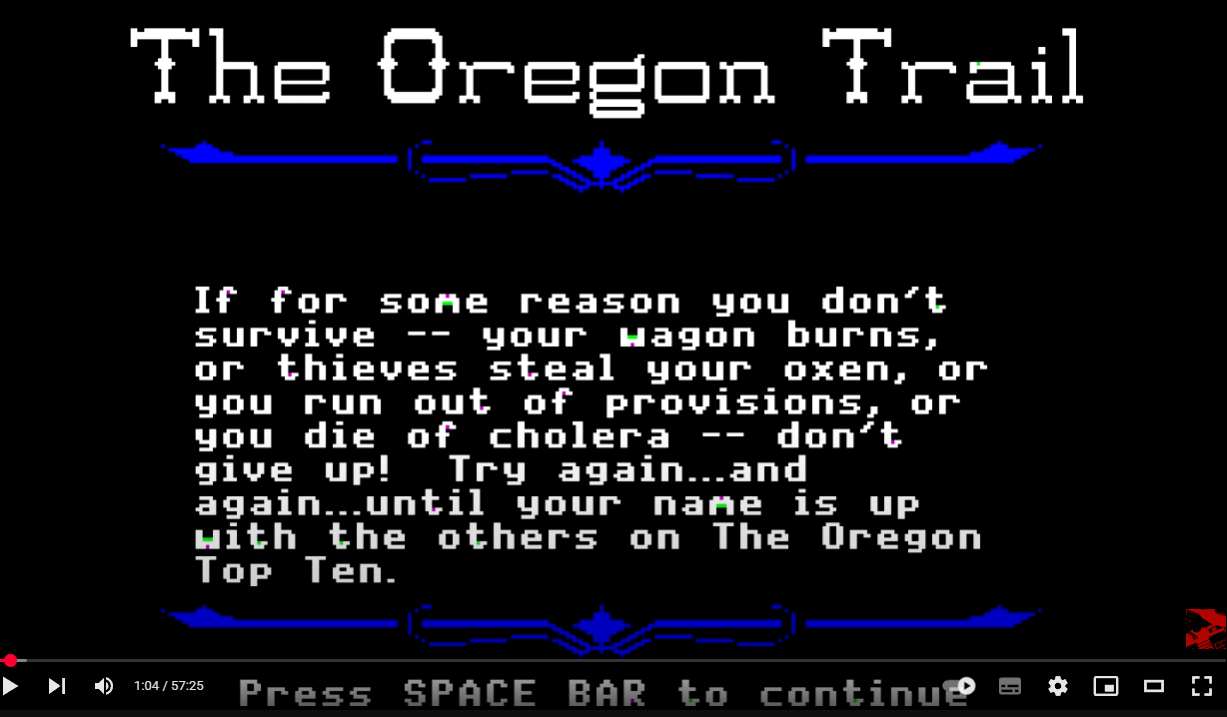 The Oregon Trail
If for some reason you don't
survive -- your wagon burns,
or thieves steal your oxen, or
you run out of provisions, or
you die of cholera -- don't
give up!  Try again...and
again...until your name is up
with the others on The Oregon
Top Ten.
Press SPACE BAR to continue
1:04 / 57:25